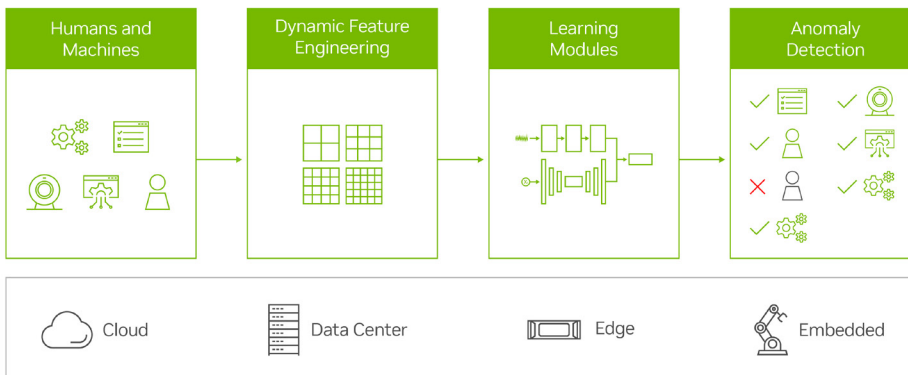 Humans and
Machines
Dynamic Feature
Engineering
Learning
Modules
Anomaly
Detection
Cloud
Data Center
Edge
Embedded